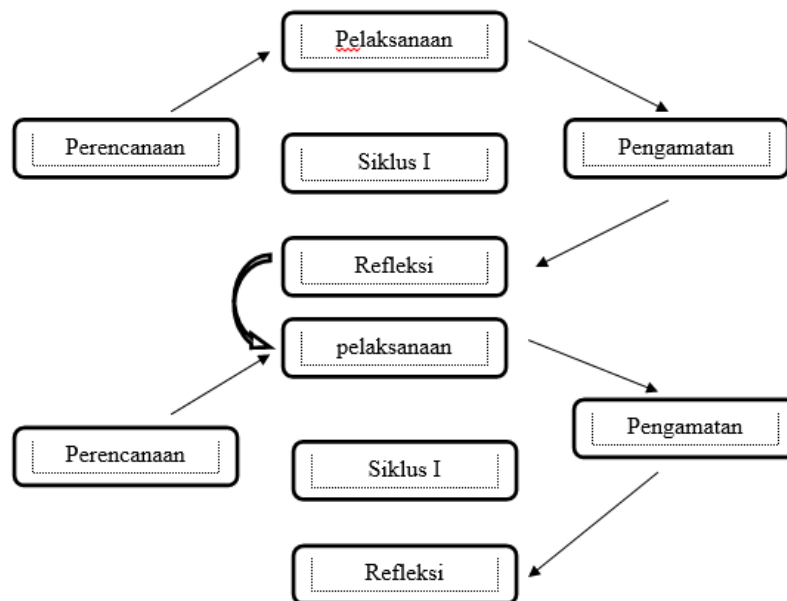 Pelaksanaan
Perencanaan
Pengamatan
Siklus I
Refleksi
pelaksanaan
Perencanaan
Pengamatan
Siklus I
Refleksi